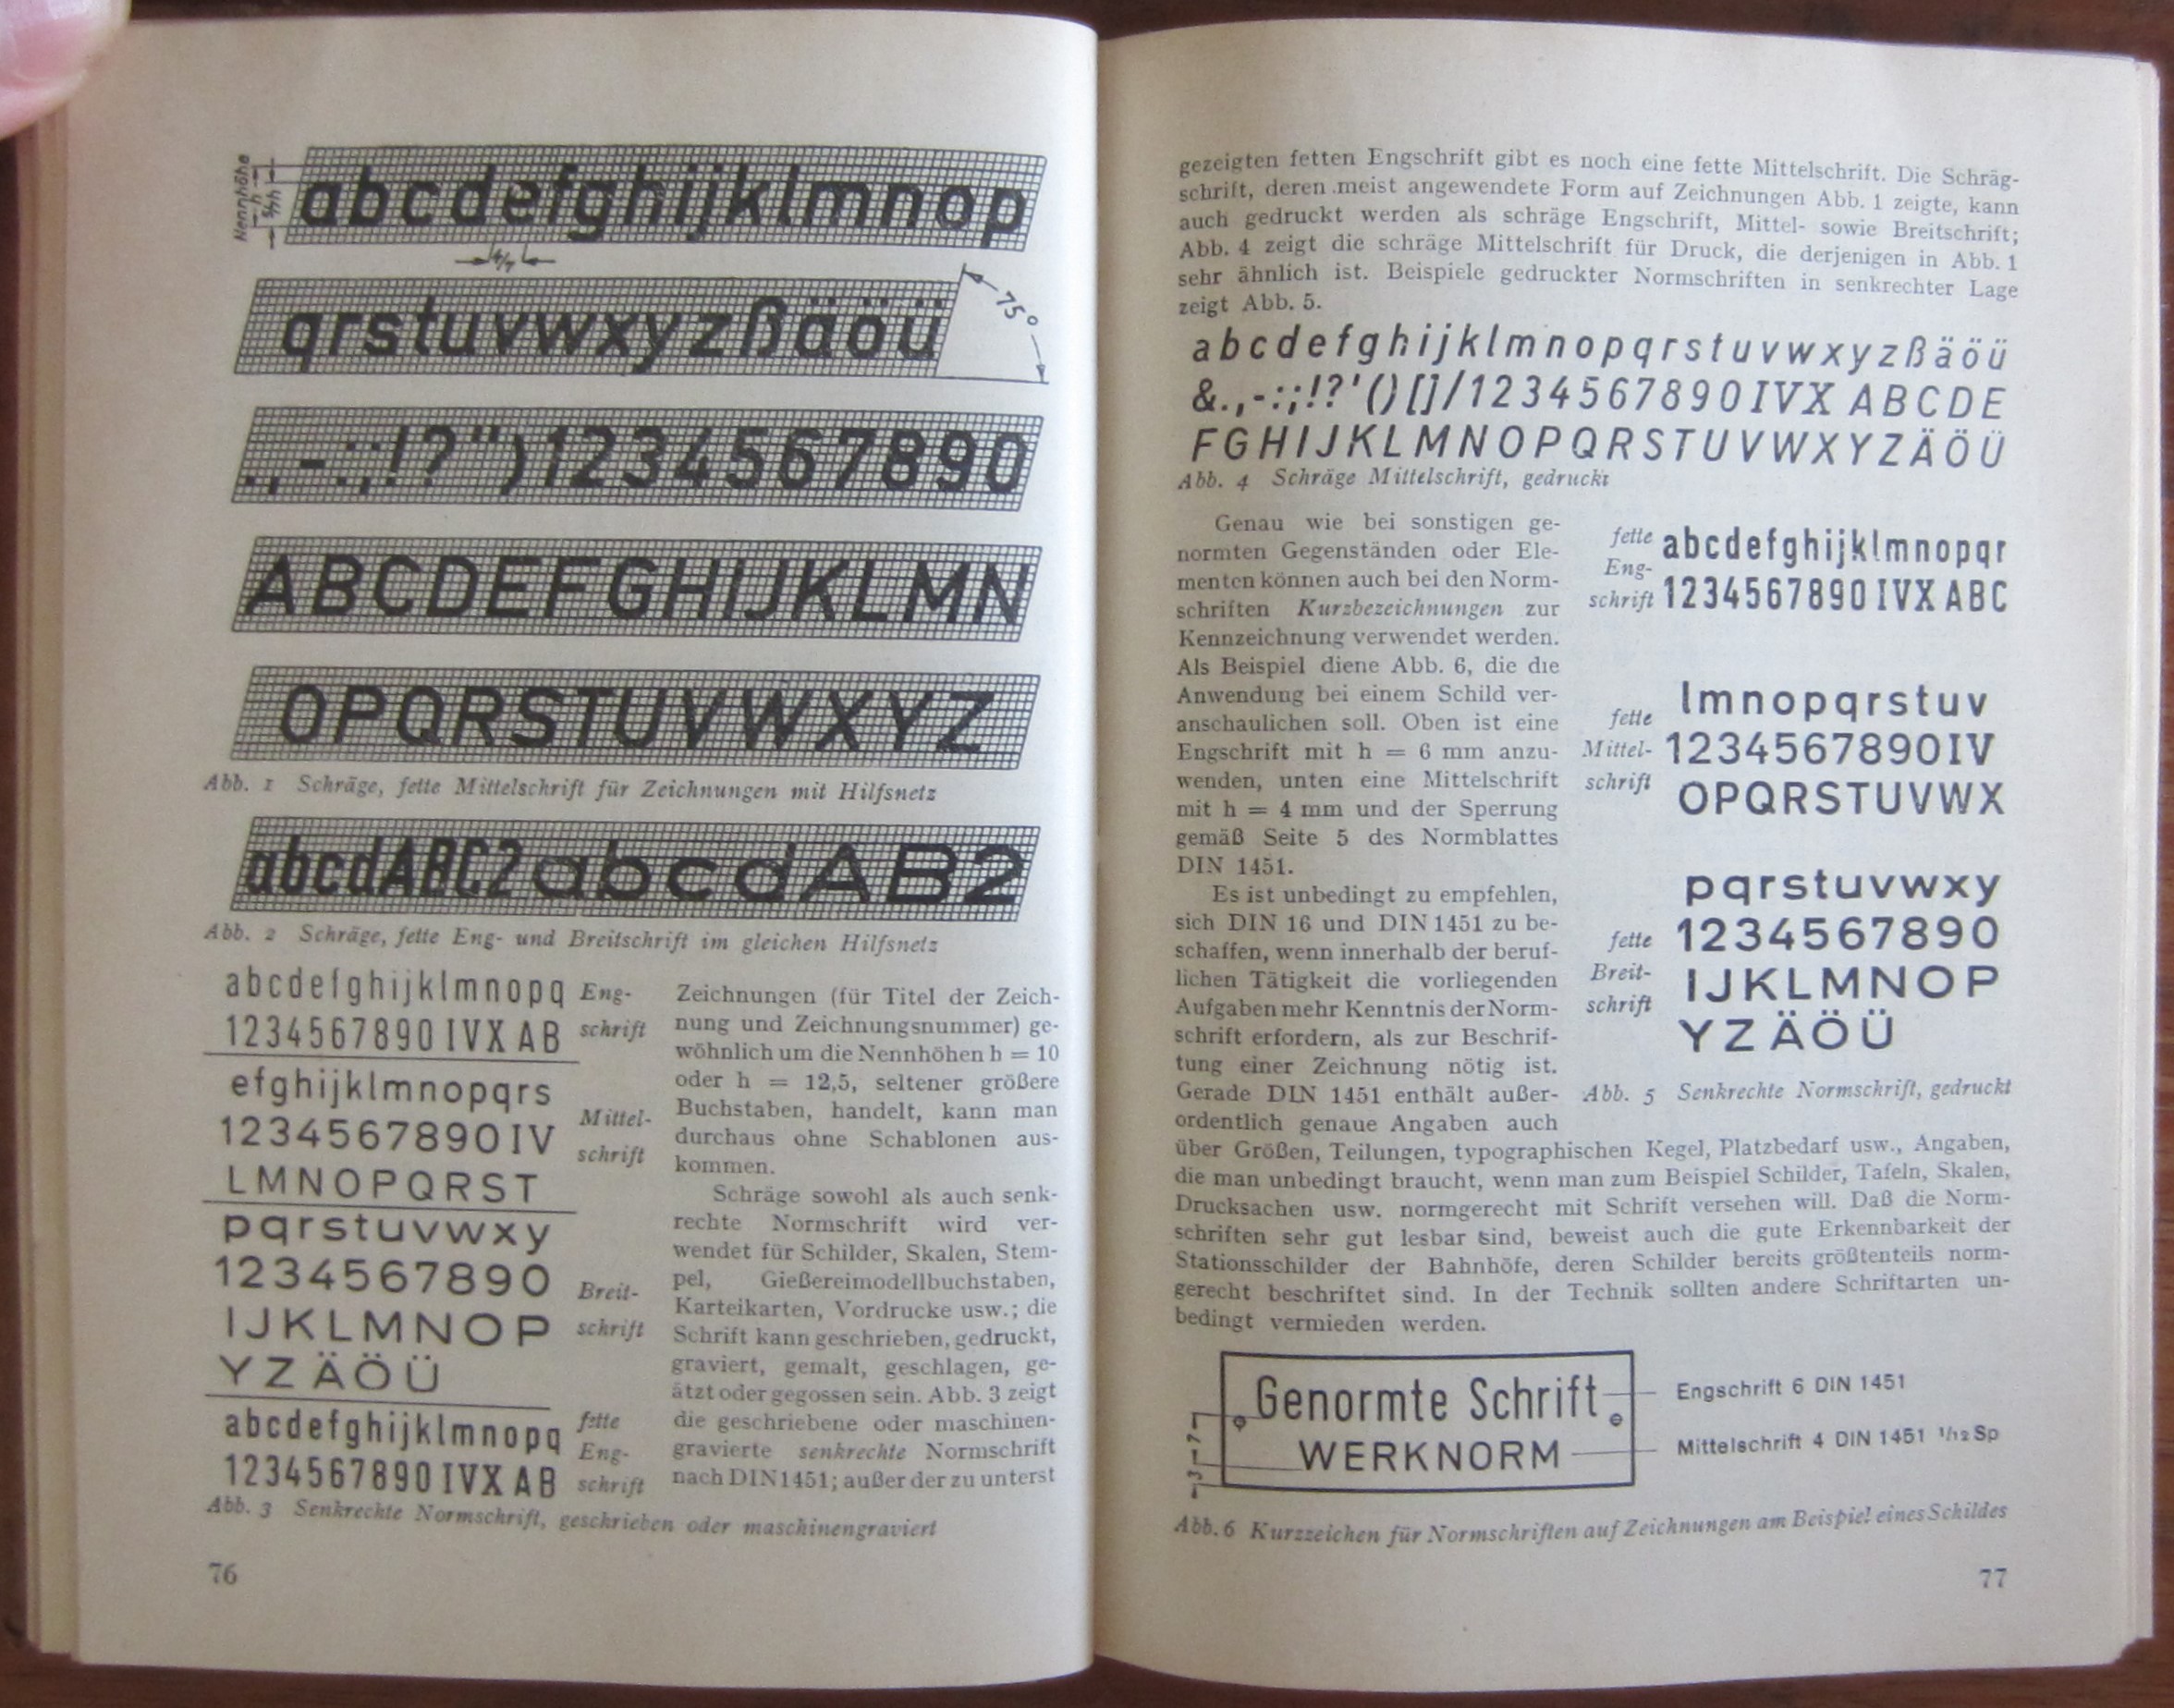 Nennhöhe
h
5/7h
abcdefghijklmnop
4/7
qrstuvwxyzßäöü
75°
.,-:;!?")1234567890
ABCDEFGHIJKLMN
OPQRSTUVWXYZ
Abb. 1 Schräge, fette Mittelschrift für Zeichnungen mit Hilfsnetz
abcdABC2abcdAB2
Abb. 2 Schräge, fette Eng- und Breitschrift im gleichen Hilfsnetz
abcdefghijklmnopq
1234567890IVXAB
Eng-
schrift
efghijklmnopqrs
1234567890IV
LMNOPQRST
Mittel-
schrift
pqrstuvwxy
1234567890
IJKLMNOP
YZÄÖÜ
Breit-
schrift
abcdefghijklmnopq
1234567890IVXAB
fette
Eng-
schrift
Abb. 3 Senkrechte Normschrift, geschrieben oder maschinengraviert
Zeichnungen (für Titel der Zeich-
nung und Zeichnungsnummer) ge-
wöhnlich um die Nennhöhen h = 10
oder h = 12,5, seltener größere
Buchstaben, handelt, kann man
durchaus ohne Schablonen aus-
kommen.
Schräge sowohl als auch senk-
rechte Normschrift wird ver-
wendet für Schilder, Skalen, Stem-
pel, Gießereimodellbuchstaben,
Karteikarten, Vordrucke usw.; die
Schrift kann geschrieben, gedruckt,
graviert, gemalt, geschlagen, ge-
ätzt oder gegossen sein. Abb. 3 zeigt
die geschriebene oder maschinen-
gravierte senkrechte Normschrift
nach DIN 1451; außer der zu unterst
76
gezeigten fetten Engschrift gibt es noch eine fette Mittelschrift. Die Schräg-
schrift, deren meist angewendete Form auf Zeichnungen Abb. 1 zeigte, kann
auch gedruckt werden als schräge Engschrift, Mittel- sowie Breitschrift;
Abb. 4 zeigt die schräge Mittelschrift für Druck, die derjenigen in Abb. 1
sehr ähnlich ist. Beispiele gedruckter Normschriften in senkrechter Lage
zeigt Abb. 5.
abcdefghijklmnopqrstuvwxyzßäöü
&.,-:;!?'()[]/1234567890IVX ABCDE
FGHIJKLMNOPQRSTUVWXYZÄÖÜ
Abb. 4 Schräge Mittelschrift, gedruckt
Genau wie bei sonstigen ge-
normten Gegenständen oder Ele-
menten können auch bei den Norm-
schriften Kurzbezeichnungen zur
Kennzeichnung verwendet werden.
Als Beispiel diene Abb. 6, die die
Anwendung bei einem Schild ver-
anschaulichen soll. Oben ist eine
Engschrift mit h = 6 mm anzu-
wenden, unten eine Mittelschrift
mit h = 4 mm und der Sperrung
gemäß Seite 5 des Normblattes
DIN 1451.
Es ist unbedingt zu empfehlen,
sich DIN 16 und DIN 1451 zu be-
schaffen, wenn innerhalb der beruf-
lichen Tätigkeit die vorliegenden
Aufgaben mehr Kenntnis der Norm-
schrift erfordern, als zur Beschrif-
tung einer Zeichnung nötig ist.
Gerade DIN 1451 enthält außer-
ordentlich genaue Angaben auch
fette
Eng-
schrift
abcdefghijklmnopqr
1234567890IVXABC
fette
Mittel-
schrift
lmnopqrstuv
1234567890IV
OPQRSTUVWX
fette
Breit-
schrift
pqrstuvwxy
1234567890
IJKLMNOP
YZÄÖÜ
Abb. 5 Senkrechte Normschrift, gedruckt
über Größen, Teilungen, typographischen Kegel, Platzbedarf usw., Angaben,
die man unbedingt braucht, wenn man zum Beispiel Schilder, Tafeln, Skalen,
Drucksachen usw. normgerecht mit Schrift versehen will. Daß die Norm-
schriften sehr gut lesbar sind, beweist auch die gute Erkennbarkeit der
Stationsschilder der Bahnhöfe, deren Schilder bereits größtenteils norm-
gerecht beschriftet sind. In der Technik sollten andere Schriftarten un-
bedingt vermieden werden.
Genormte Schrift
WERKNORM
7
3
Engschrift 6 DIN 1451
Mittelschrift 4 DIN 1451 1/12 Sp
Abb. 6 Kurzzeichen für Normschriften auf Zeichnungen am Beispiel eines Schildes
77